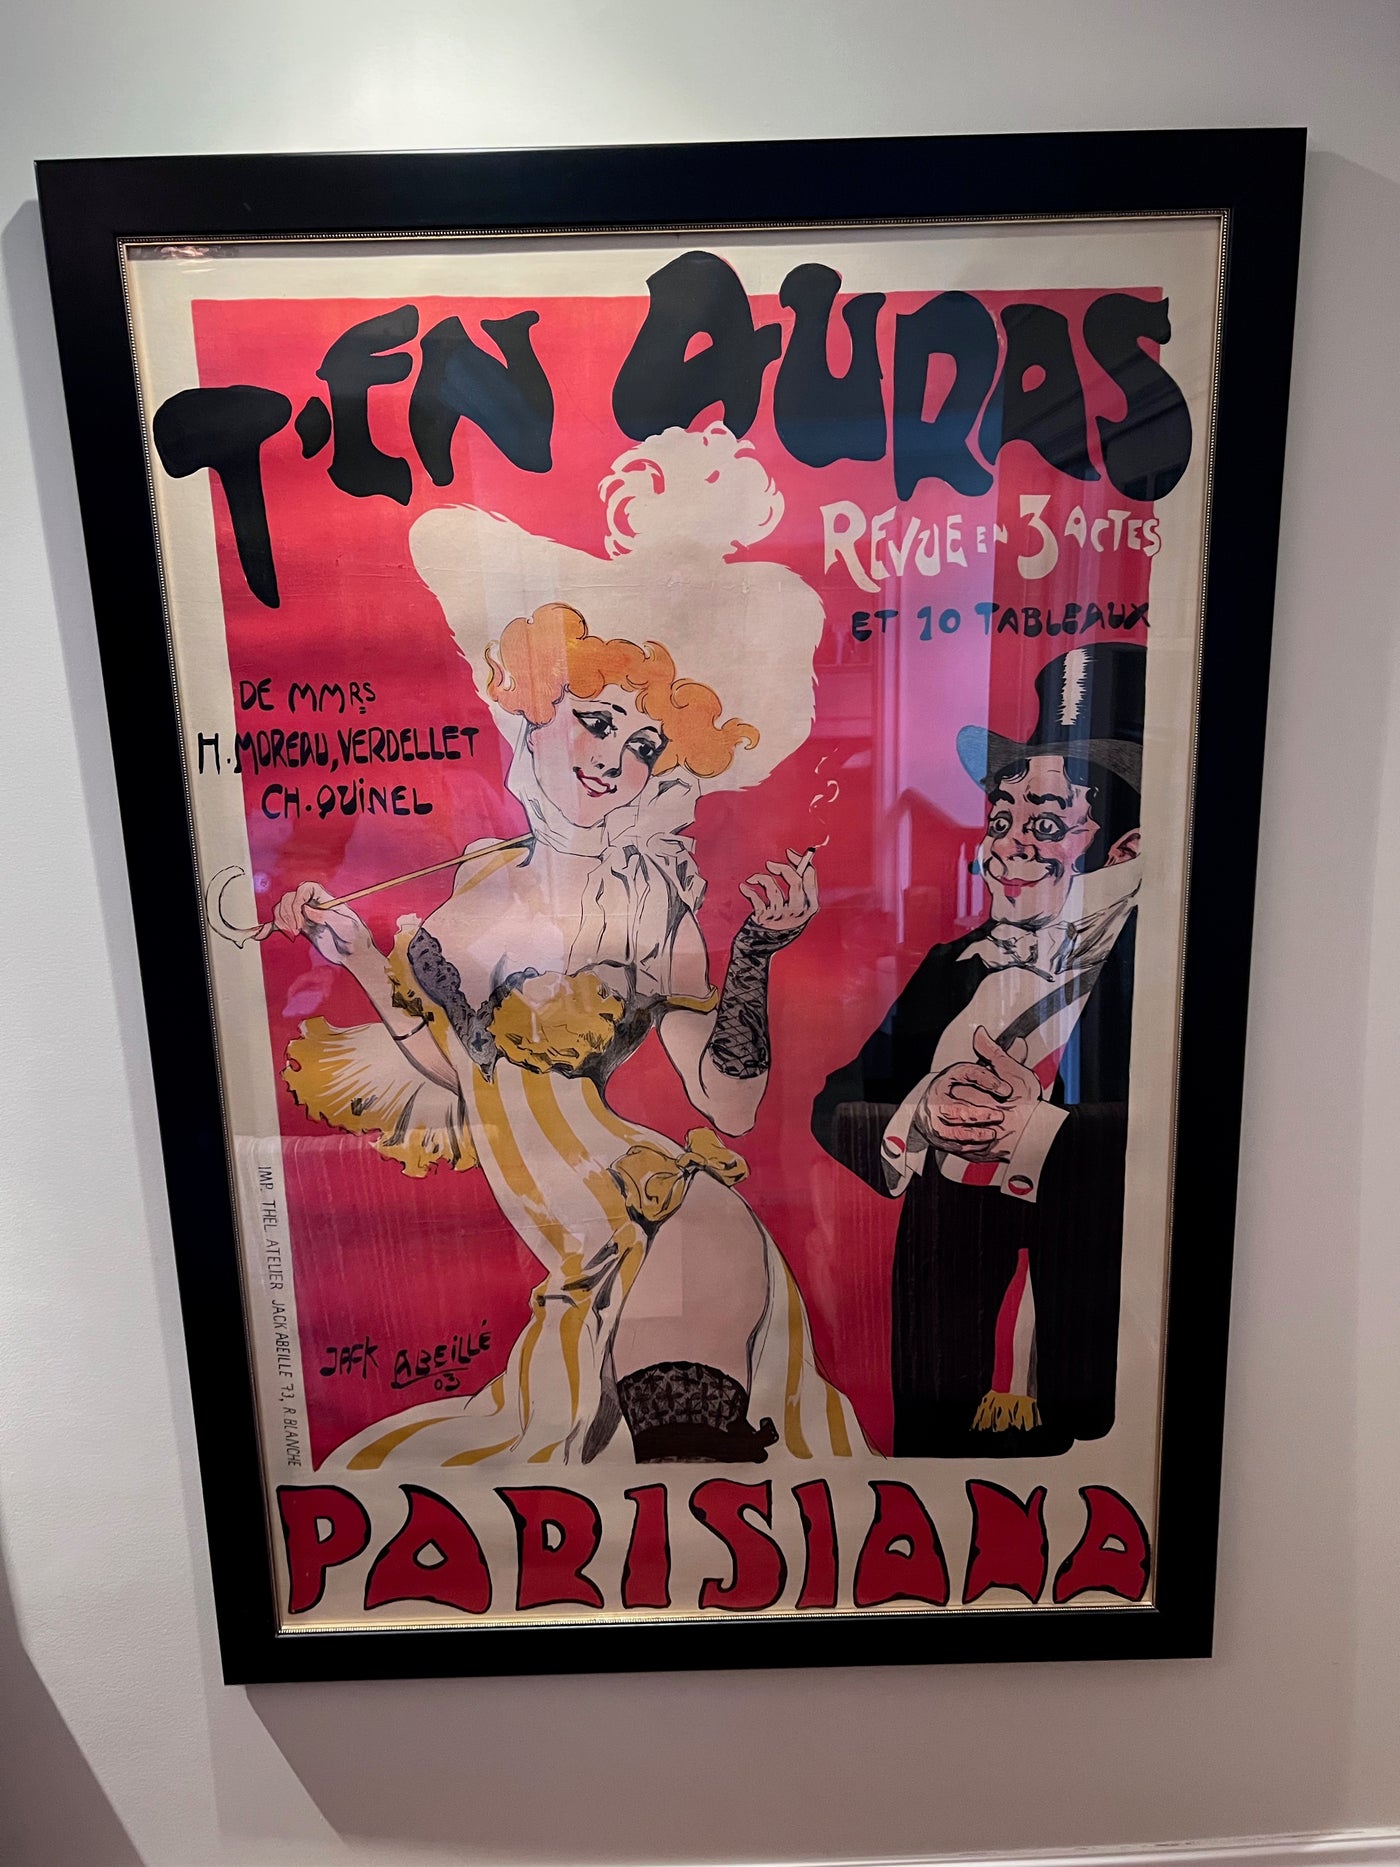 T'EN AURAS
REVUE EN 3 ACTES
ET 10 TABLEAUX
DE MMRS
H. MOREAU, VERDELLET
CH. QUINEL
IMP. THEL ATELIER JACK ABEILLE 73, R. BLANCHE
JACK ABEILLÉ
03
PARISIANA